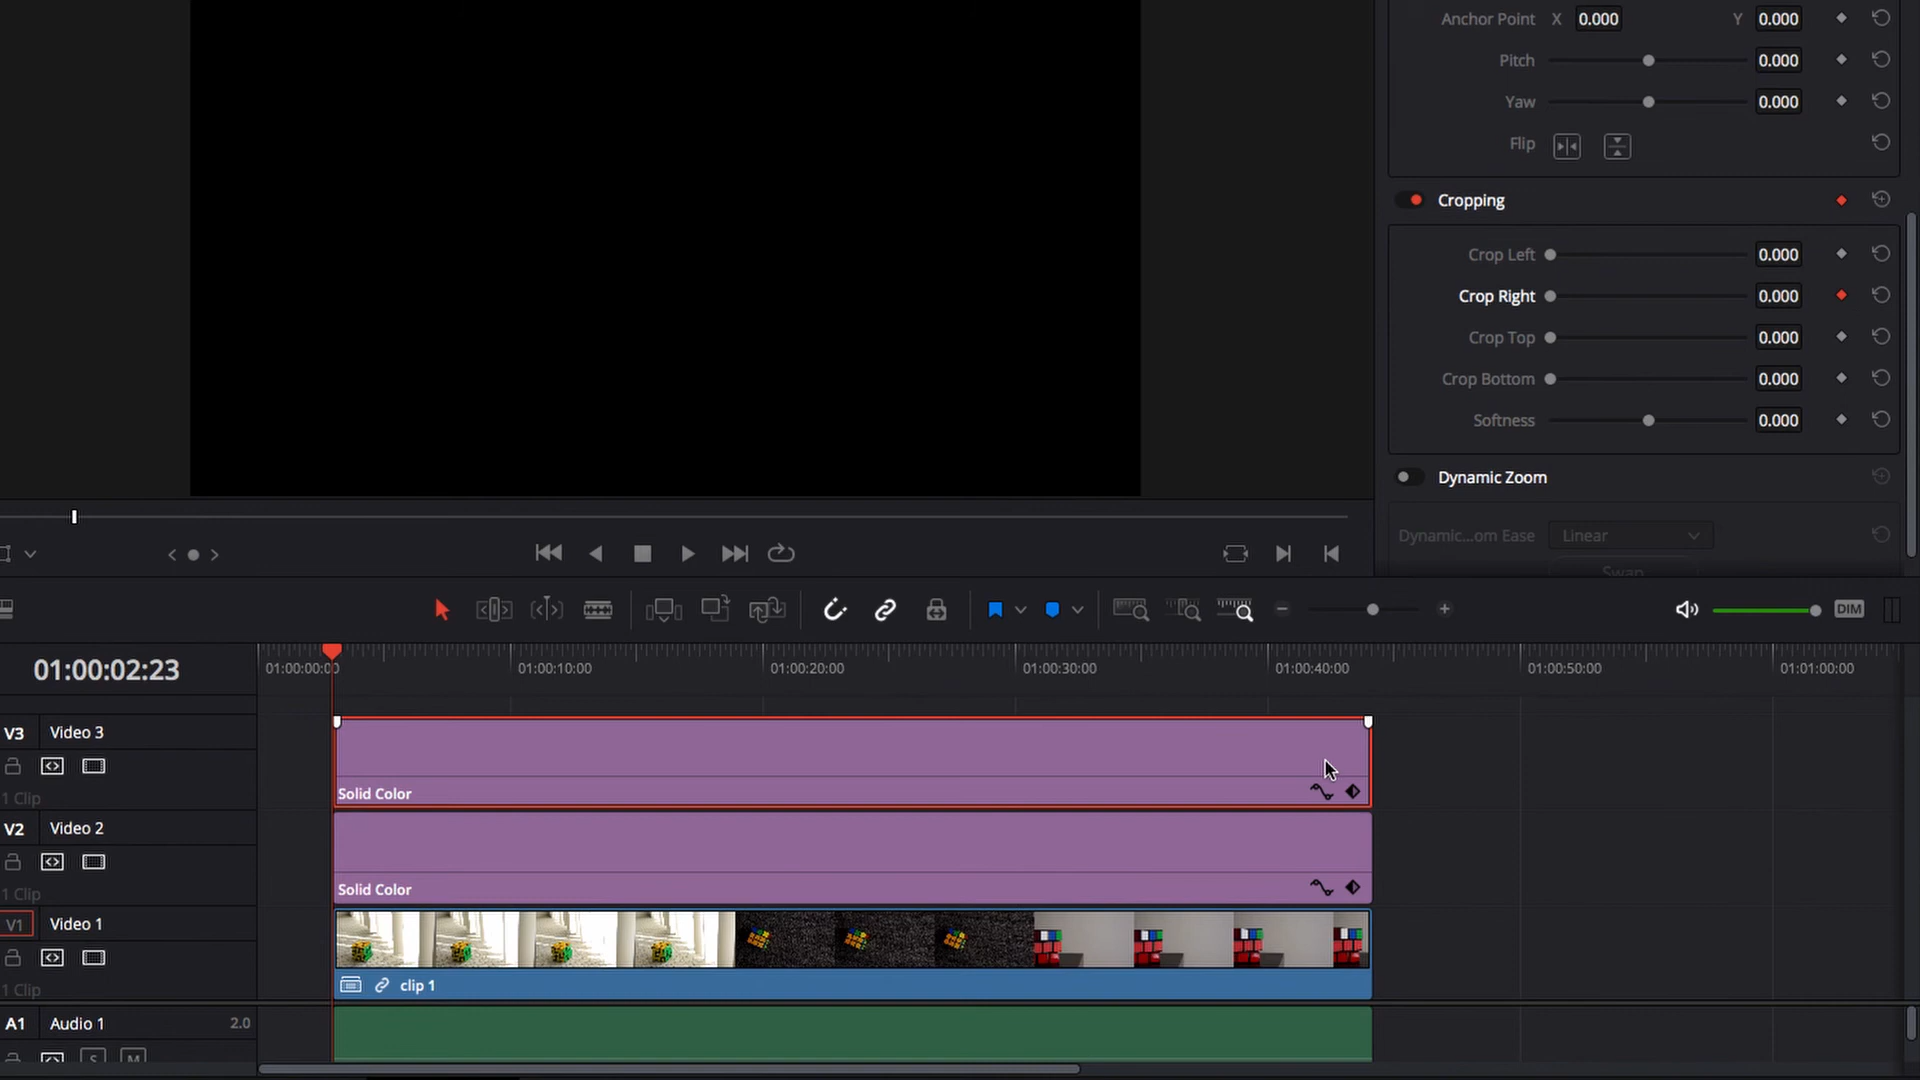 Anchor Point X 0.000 Y 0.000
Pitch 0.000
Yaw 0.000
Flip
Cropping
Crop Left 0.000
Crop Right 0.000
Crop Top 0.000
Crop Bottom 0.000
Softness 0.000
Dynamic Zoom
Dynamic...om Ease Linear
Swap
DIM
01:00:02:23
01:00:00:00 01:00:10:00 01:00:20:00 01:00:30:00 01:00:40:00 01:00:50:00 01:01:00:00
V3 Video 3
1 Clip
Solid Color
V2 Video 2
1 Clip
Solid Color
V1 Video 1
1 Clip
clip 1
A1 Audio 1 2.0
S M